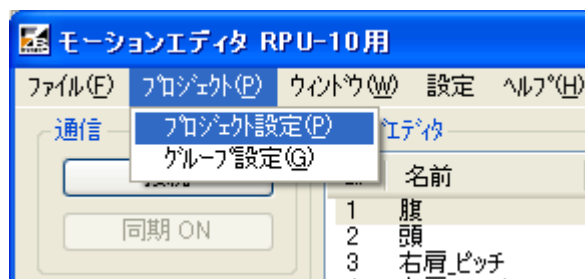 モーションエディタ RPU-10用
ファイル(F) プロジェクト(P) ウィンドウ(W) 設定 ヘルプ(H)
通信
プロジェクト設定(P)
グループ設定(G)
エディタ
名前
同期 ON
1 腹
2 頭
3 右肩_ピッチ